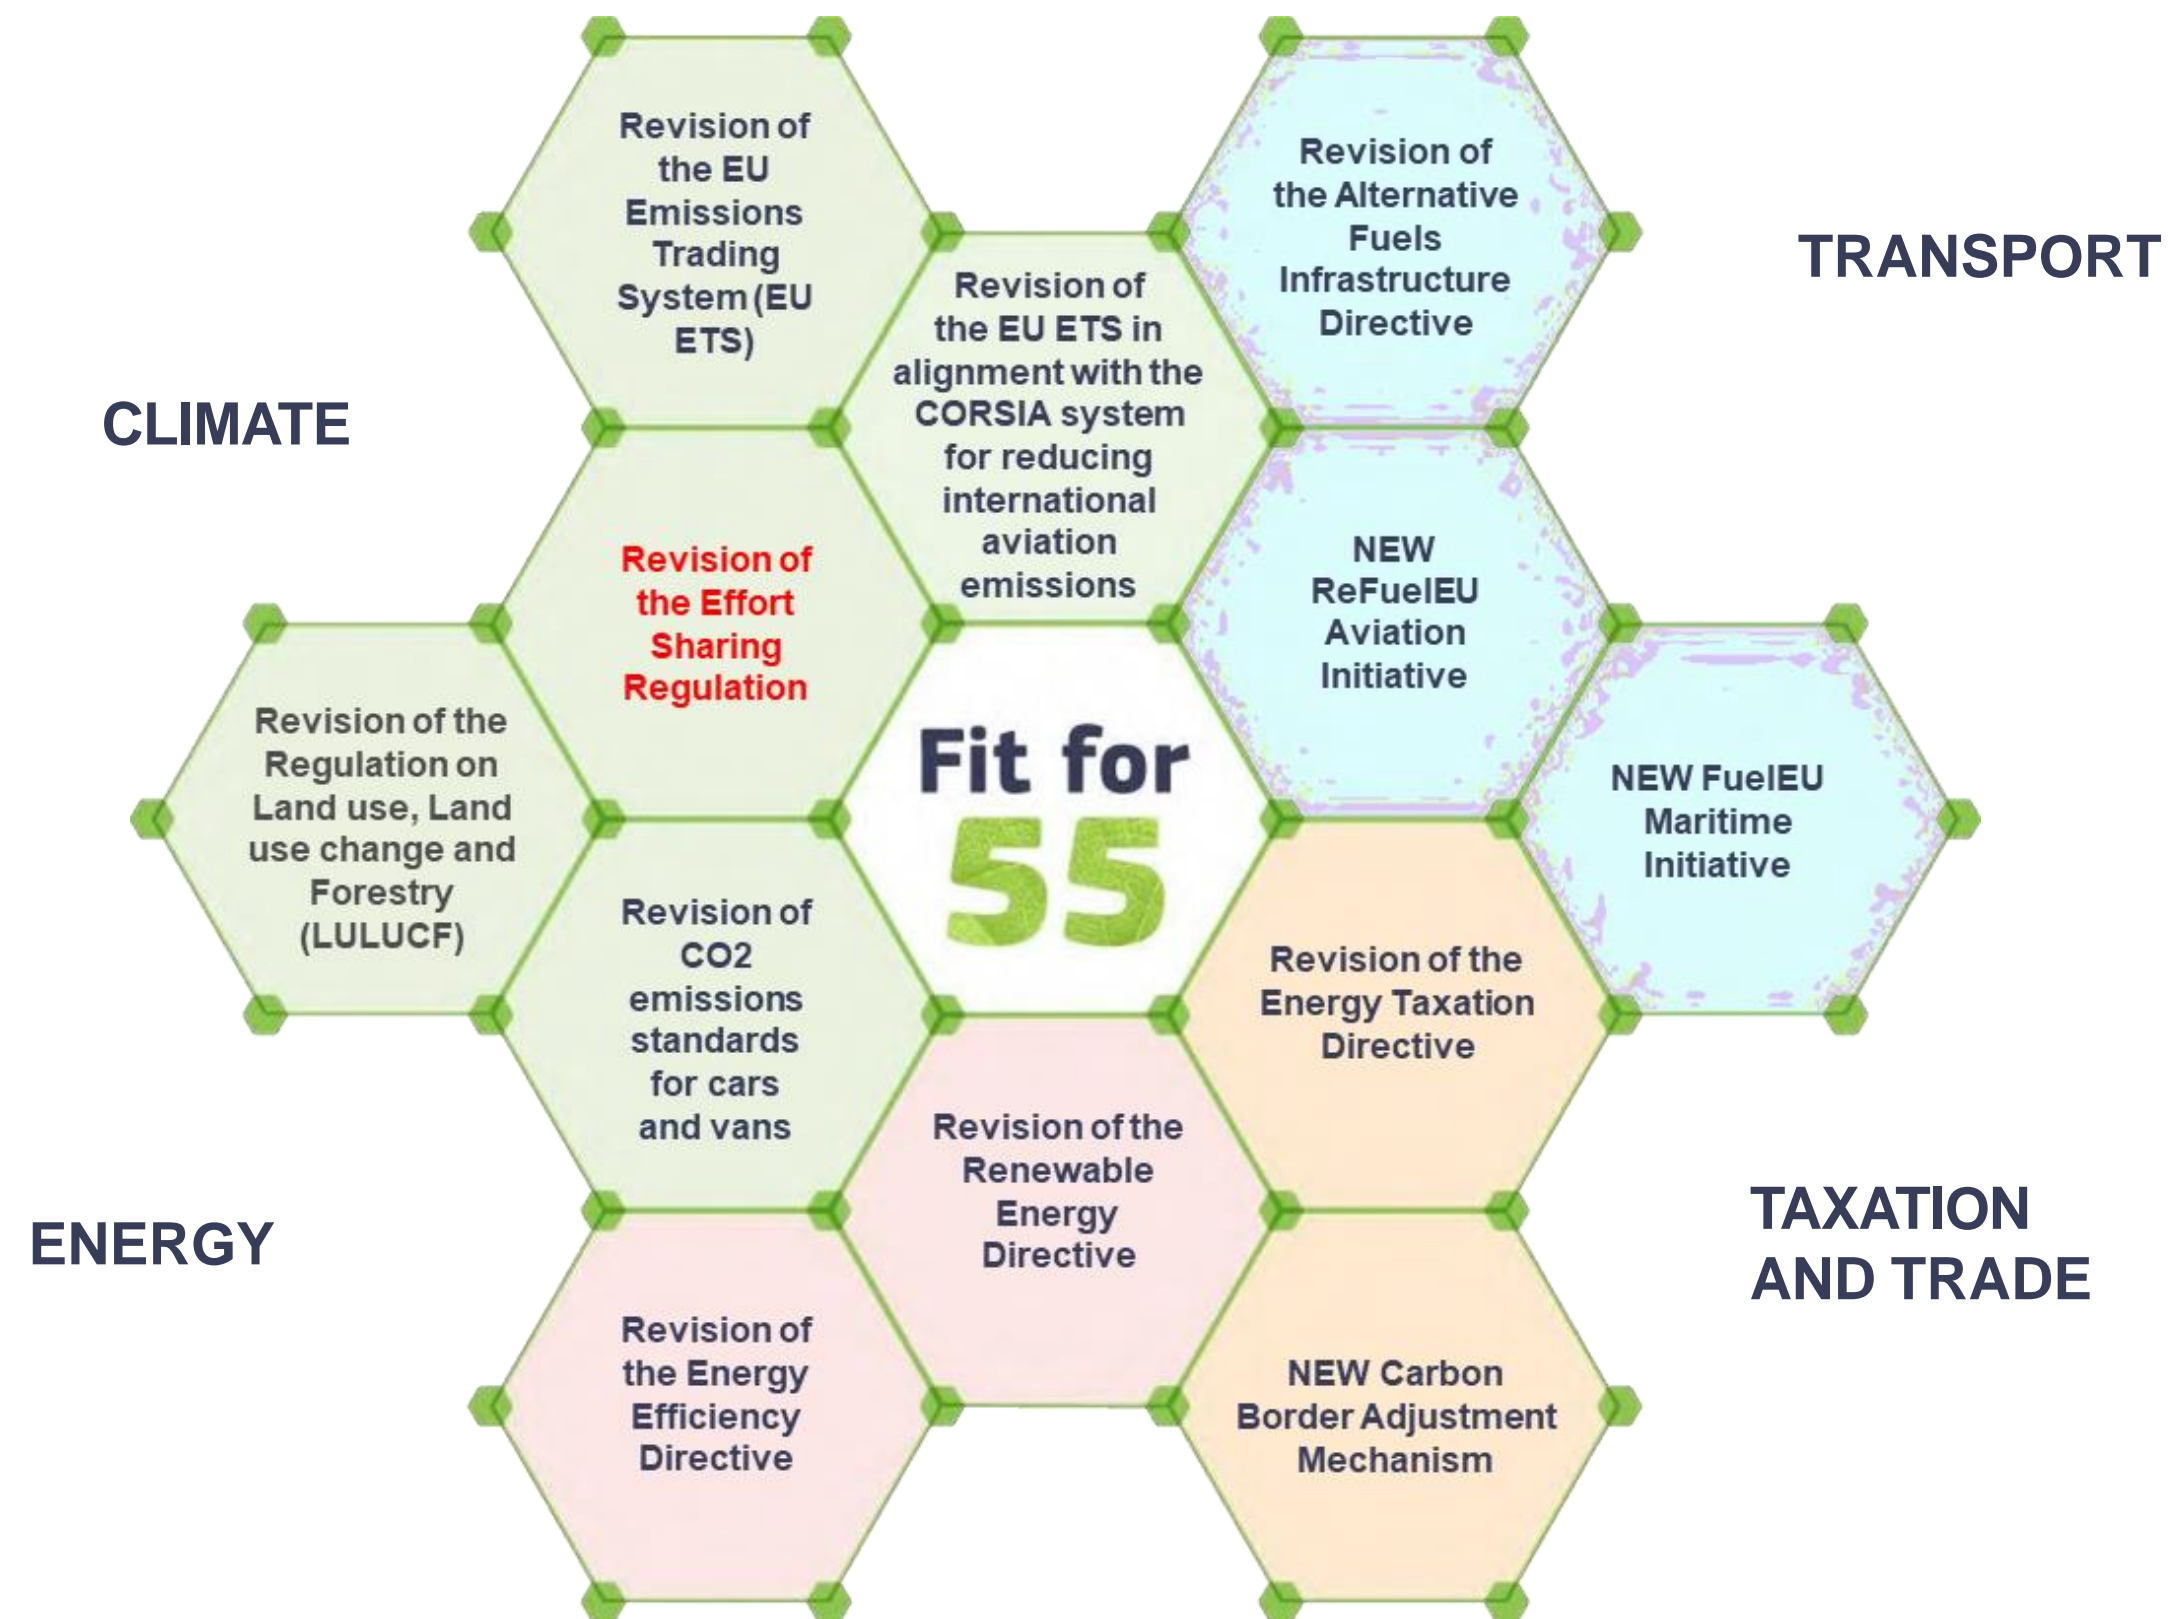 Revision of
the EU
Emissions
Trading
System (EU
ETS)
Revision of
the Alternative
Fuels
Infrastructure
Directive
TRANSPORT
Revision of
the EU ETS in
alignment with the
CORSIA system
for reducing
international
aviation
emissions
CLIMATE
Revision of
the Effort
Sharing
Regulation
NEW
ReFuelEU
Aviation
Initiative
Revision of the
Regulation on
Land use, Land
use change and
Forestry
(LULUCF)
Fit for
55
NEW FuelEU
Maritime
Initiative
Revision of
CO2
emissions
standards
for cars
and vans
Revision of the
Energy Taxation
Directive
Revision of the
Renewable
Energy
Directive
ENERGY
TAXATION
AND TRADE
Revision of
the Energy
Efficiency
Directive
NEW Carbon
Border Adjustment
Mechanism